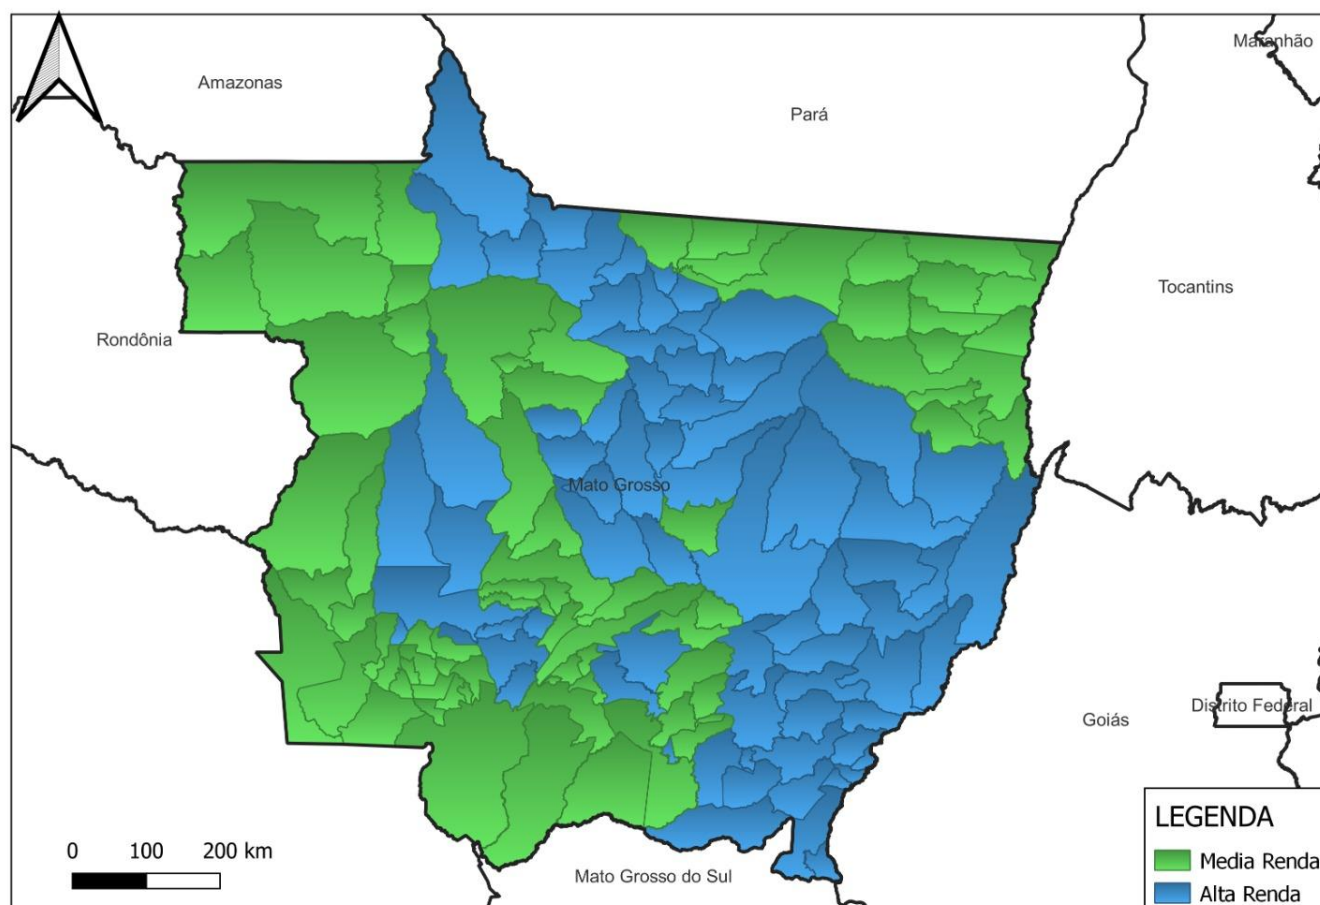 Maranhão
Amazonas
Pará
Tocantins
Rondônia
Mato Grosso
Distrito Federal
Goiás
LEGENDA
Media Renda
Alta Renda
0 100 200 km
Mato Grosso do Sul